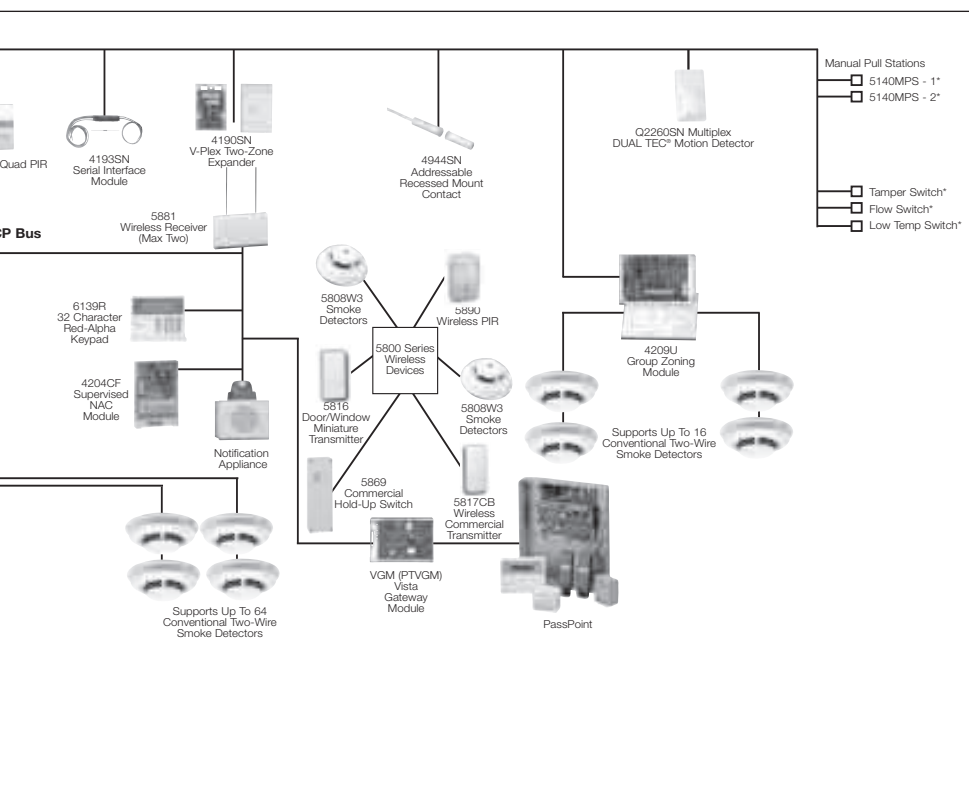 Manual Pull Stations
5140MPS - 1*
5140MPS - 2*
Quad PIR
4193SN
Serial Interface
Module
4190SN
V-Plex Two-Zone
Expander
4944SN
Addressable
Recessed Mount
Contact
Q2260SN Multiplex
DUAL TEC® Motion Detector
Tamper Switch*
Flow Switch*
Low Temp Switch*
5881
Wireless Receiver
(Max Two)
CP Bus
6139R
32 Character
Red-Alpha
Keypad
4204CF
Supervised
NAC
Module
Notification
Appliance
5808W3
Smoke
Detectors
5890
Wireless PIR
5800 Series
Wireless
Devices
5816
Door/Window
Miniature
Transmitter
5808W3
Smoke
Detectors
5869
Commercial
Hold-Up Switch
5817CB
Wireless
Commercial
Transmitter
4209U
Group Zoning
Module
Supports Up To 16
Conventional Two-Wire
Smoke Detectors
VGM (PTVGM)
Vista
Gateway
Module
PassPoint
Supports Up To 64
Conventional Two-Wire
Smoke Detectors